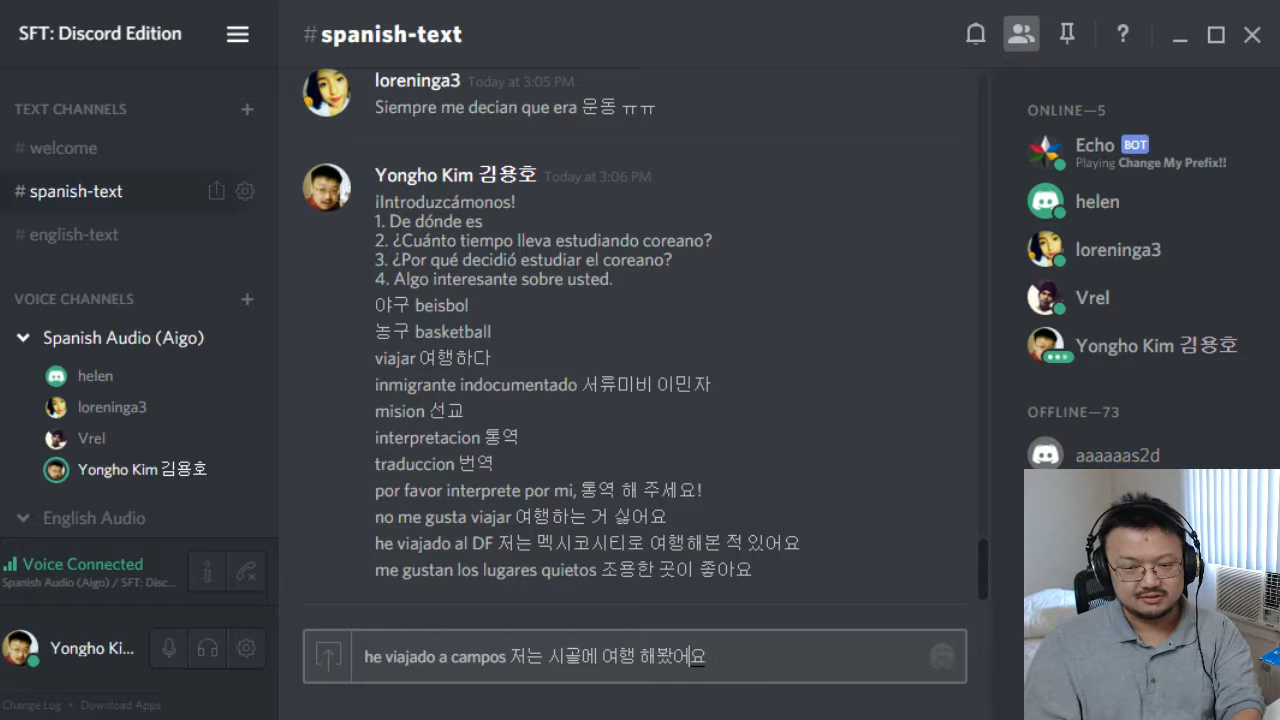 SFT: Discord Edition
TEXT CHANNELS
# welcome
# spanish-text
# english-text
VOICE CHANNELS
Spanish Audio (Aigo)
helen
loreninga3
Vrel
Yongho Kim 김용호
English Audio
Voice Connected
Spanish Audio (Aigo) / SFT: Disc...
Yongho Ki...
Change Log • Download Apps
# spanish-text
loreninga3 Today at 3:05 PM
Siempre me decian que era 운동 ㅠㅠ
Yongho Kim 김용호 Today at 3:06 PM
¡Introduzcámonos!
1. De dónde es
2. ¿Cuánto tiempo lleva estudiando coreano?
3. ¿Por qué decidió estudiar el coreano?
4. Algo interesante sobre usted.
야구 beisbol
농구 basketball
viajar 여행하다
inmigrante indocumentado 서류미비 이민자
mision 선교
interpretacion 통역
traduccion 번역
por favor interprete por mi, 통역 해 주세요!
no me gusta viajar 여행하는 거 싫어요
he viajado al DF 저는 멕시코시티로 여행해본 적 있어요
me gustan los lugares quietos 조용한 곳이 좋아요
he viajado a campos 저는 시골에 여행 해봤어요
ONLINE—5
Echo BOT
Playing Change My Prefix!!
helen
loreninga3
Vrel
Yongho Kim 김용호
OFFLINE—73
aaaaaas2d